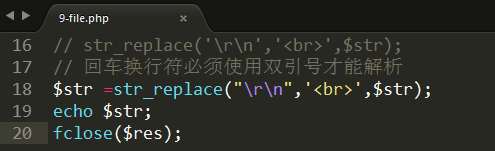 9-file.php ×
16 // str_replace('\r\n','<br>',$str);
17 // 回车换行符必须使用双引号才能解析
18 $str =str_replace("\r\n",'<br>',$str);
19 echo $str;
20 fclose($res);